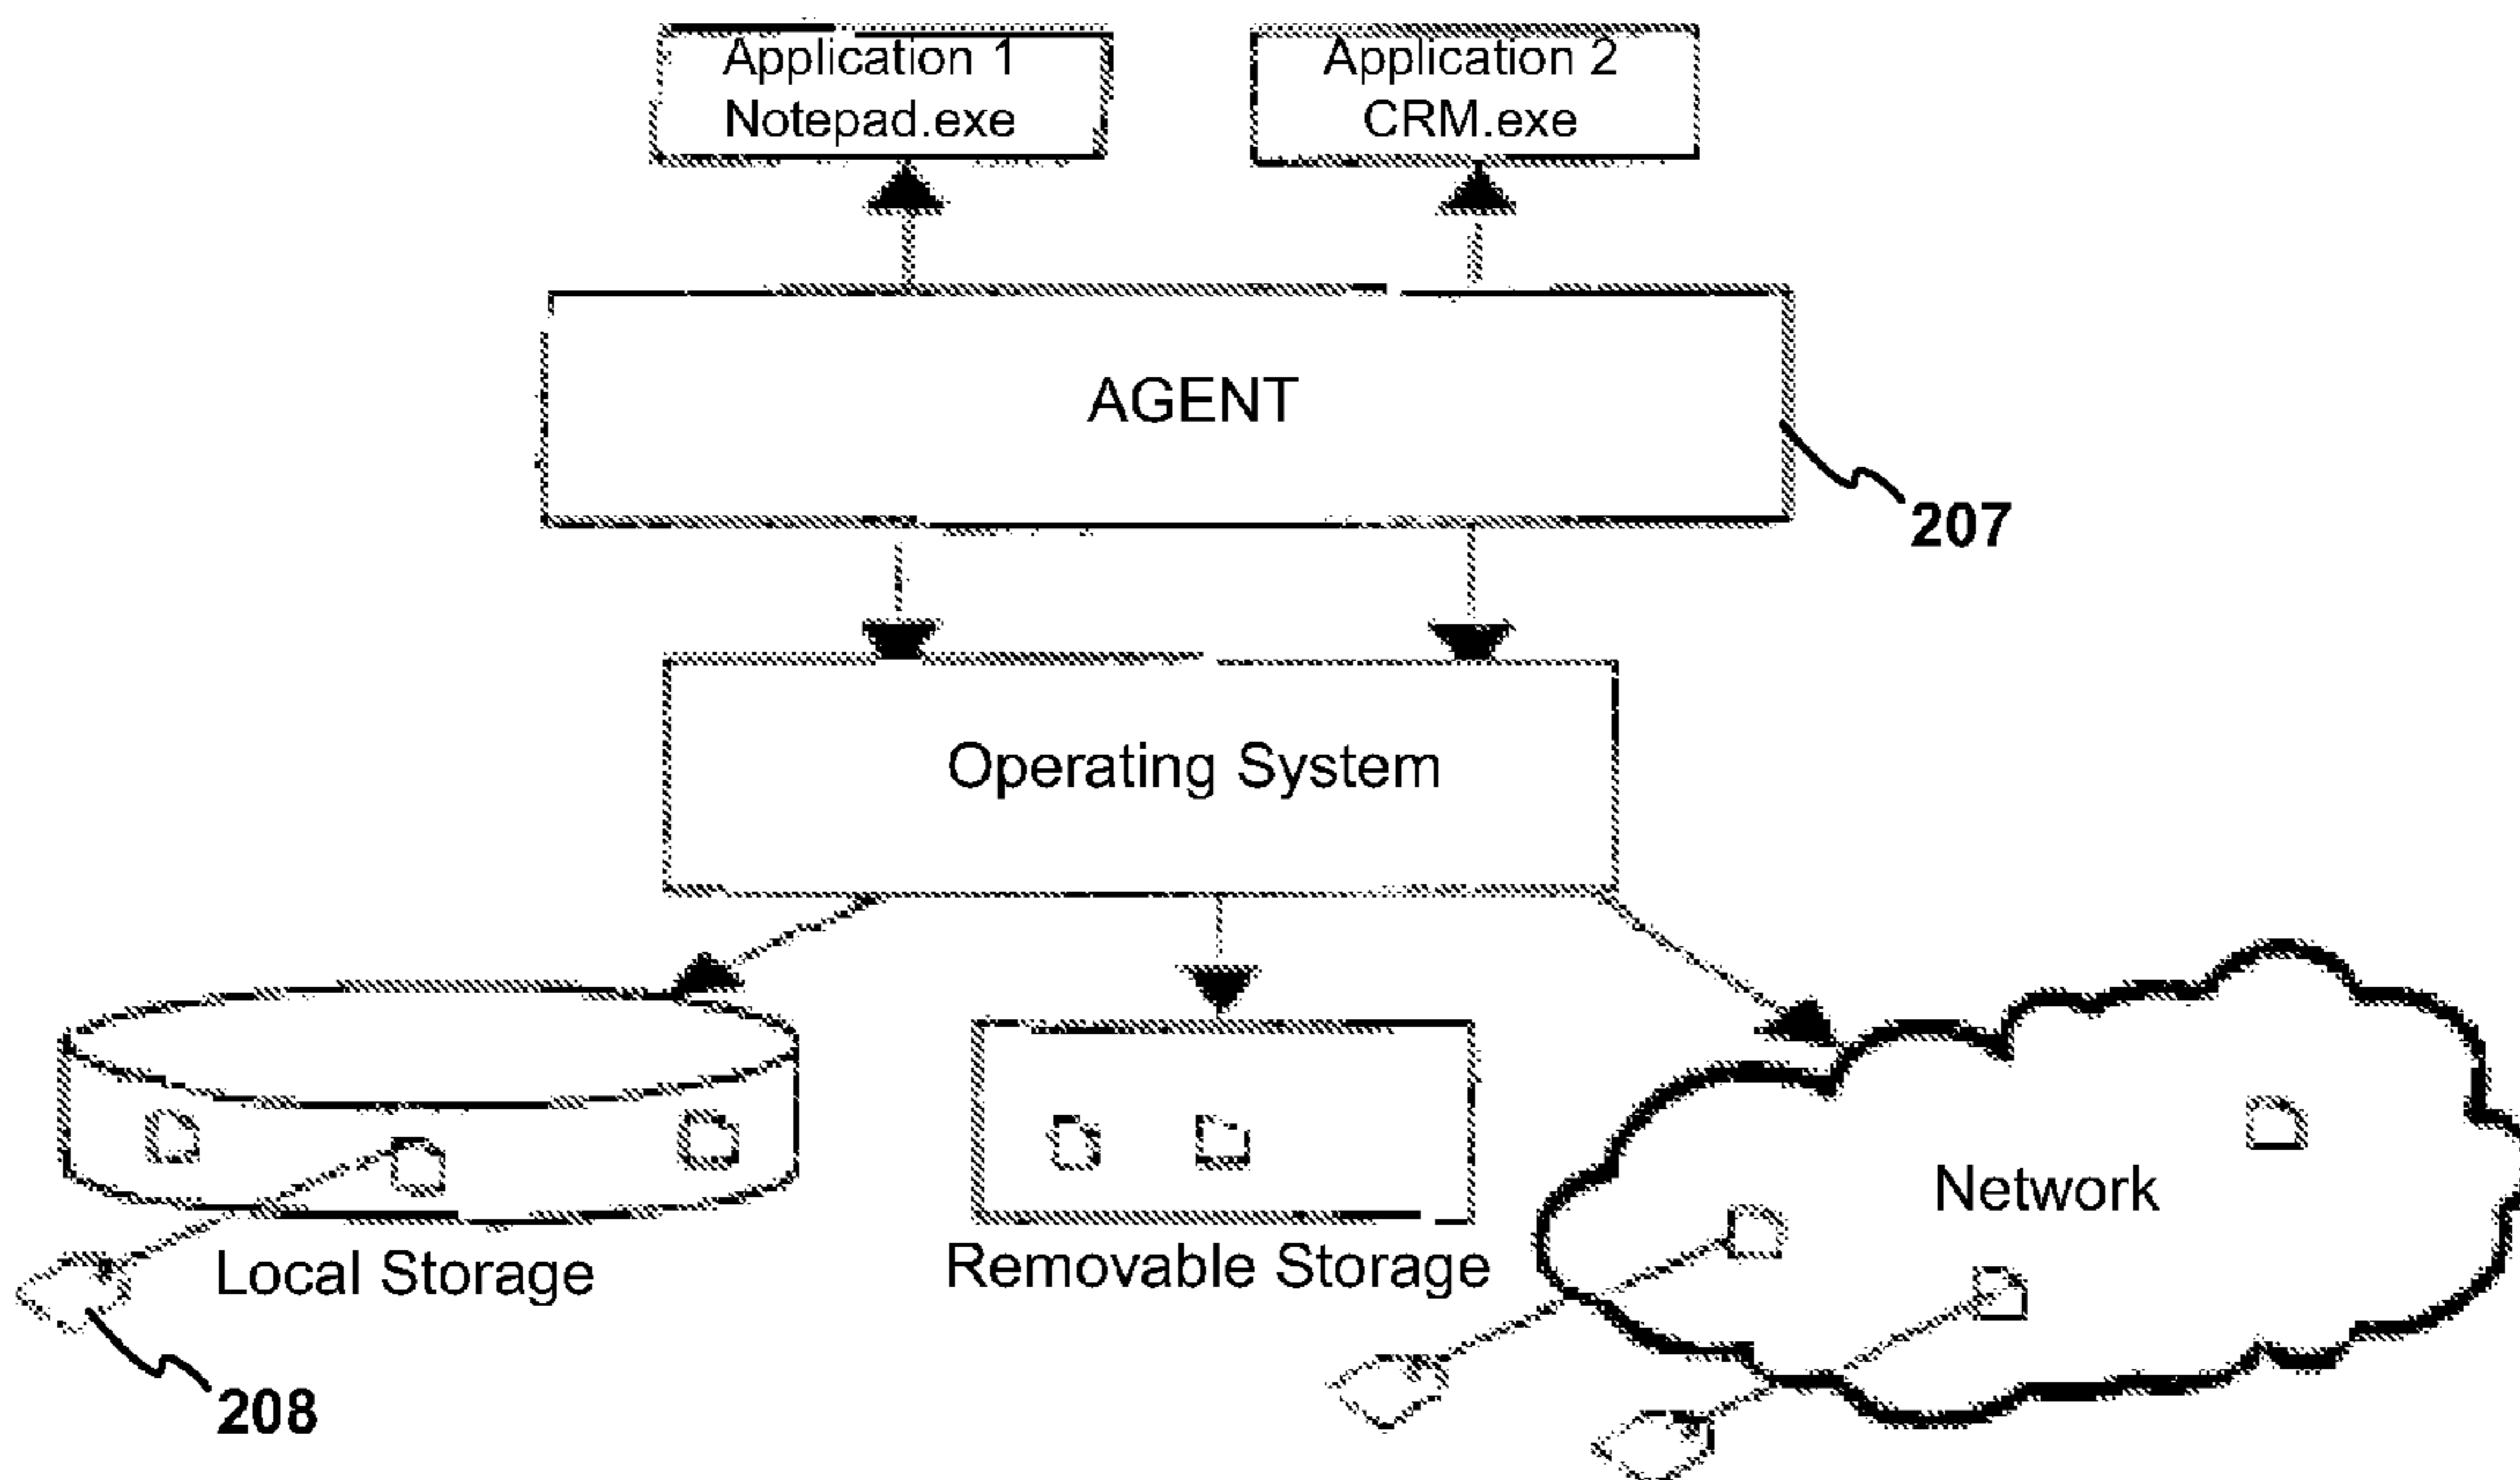 Application 1
Notepad.exe
Application 2
CRM.exe
AGENT
207
Operating System
Network
Local Storage
Removable Storage
208